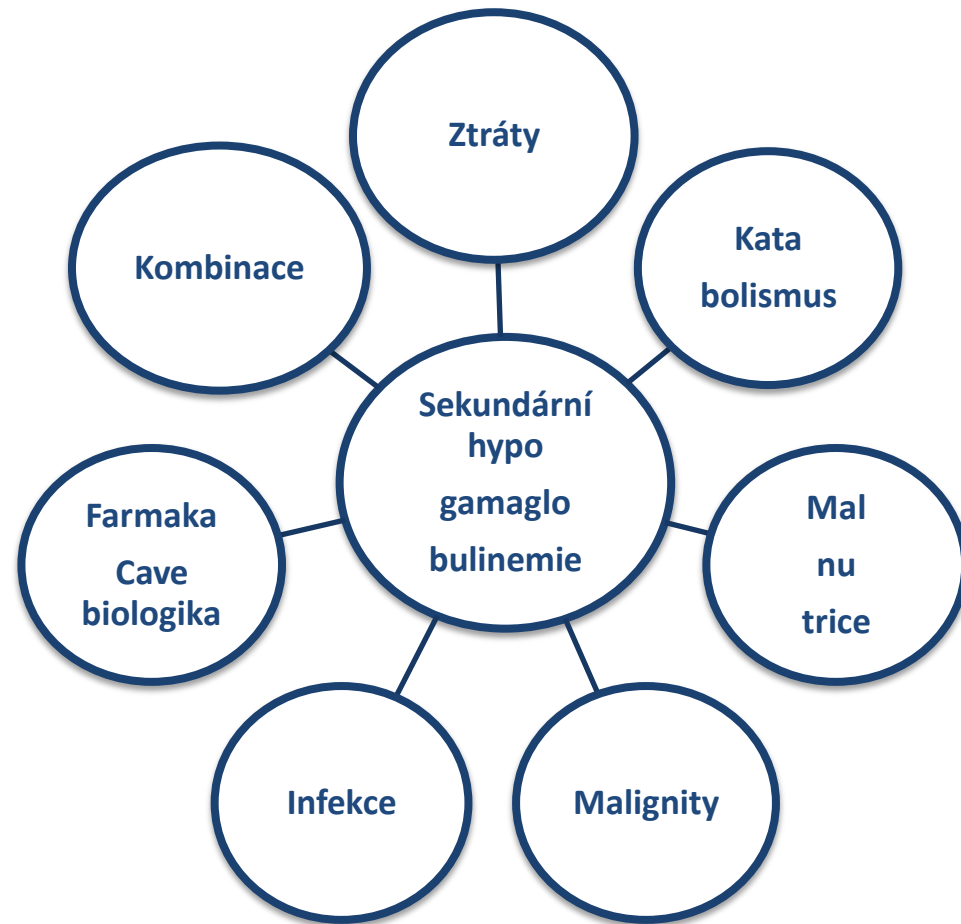 Ztráty
Kata
bolismus
Kombinace
Sekundární
hypo
gamaglo
bulinemie
Mal
nu
trice
Farmaka
Cave
biologika
Infekce
Malignity